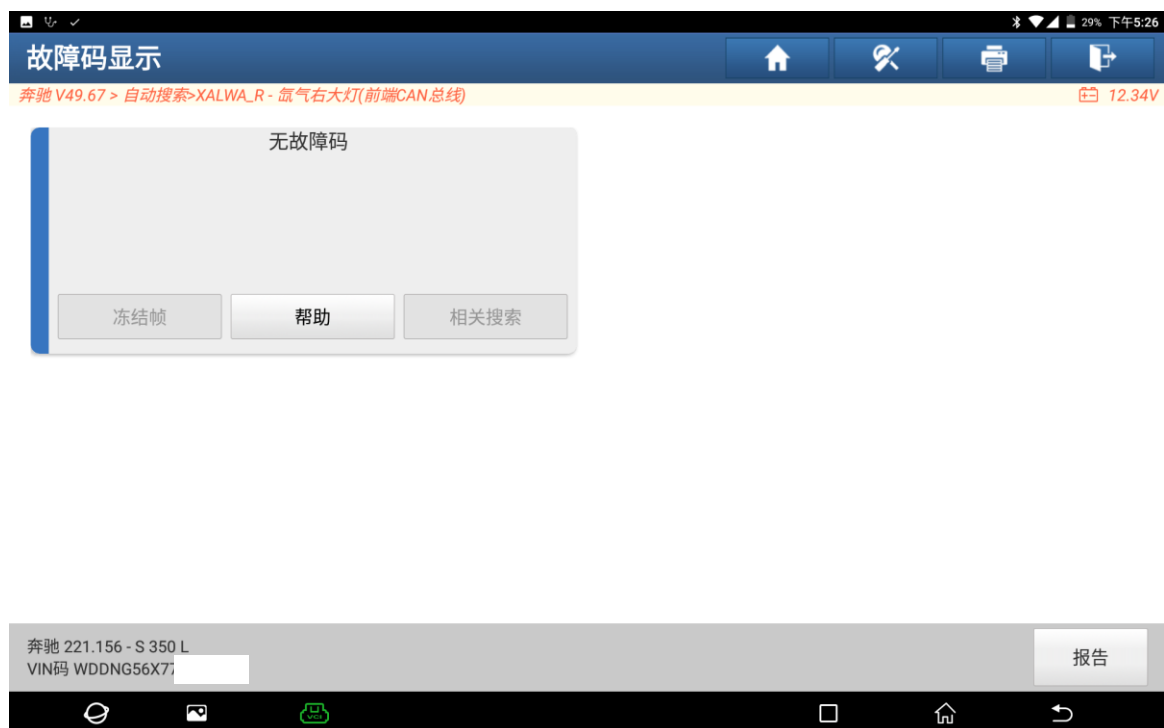 29% 下午5:26
故障码显示
奔驰 V49.67 > 自动搜索>XALWA_R - 氙气右大灯(前端CAN总线)
12.34V
无故障码
冻结帧
帮助
相关搜索
奔驰 221.156 - S 350 L
VIN码 WDDNG56X77
报告
VCI